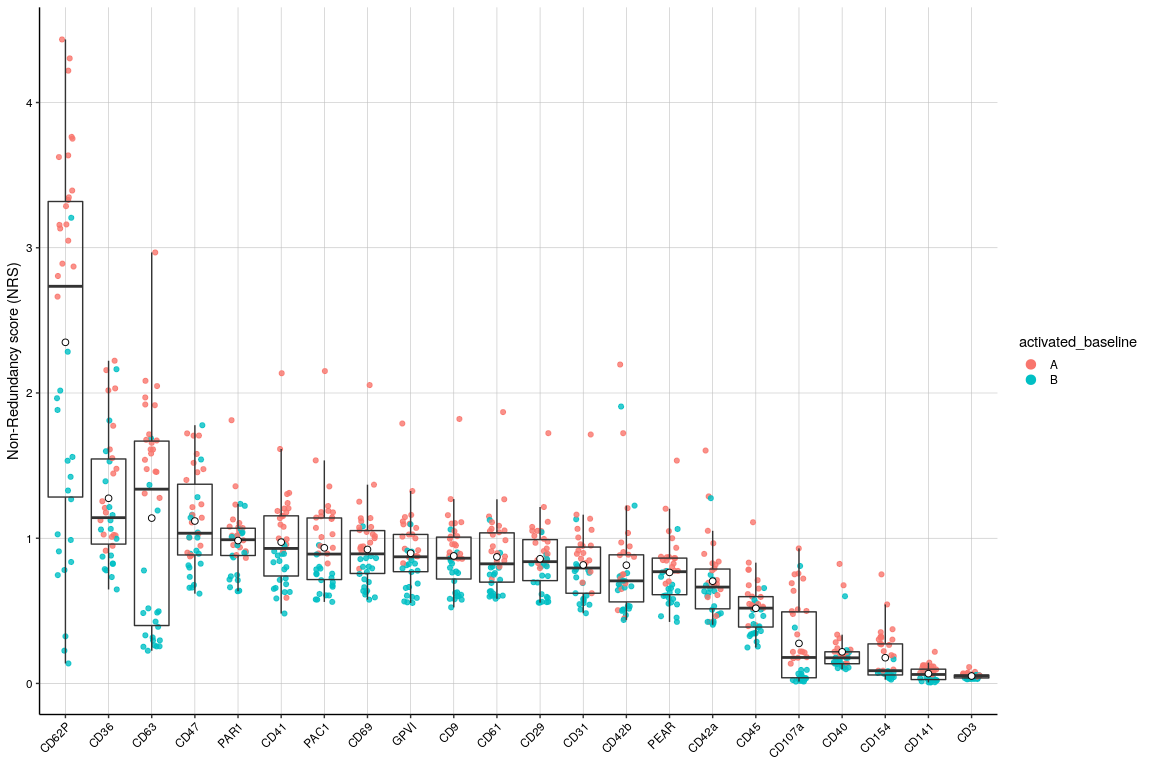 Non-Redundancy score (NRS)
4
3
2
1
0
CD62P
CD36
CD63
CD47
PAR1
CD41
PAC1
CD69
GPVI
CD9
CD61
CD29
CD31
CD42b
PEAR
CD42a
CD45
CD107a
CD40
CD154
CD141
CD3
activated_baseline
A
B